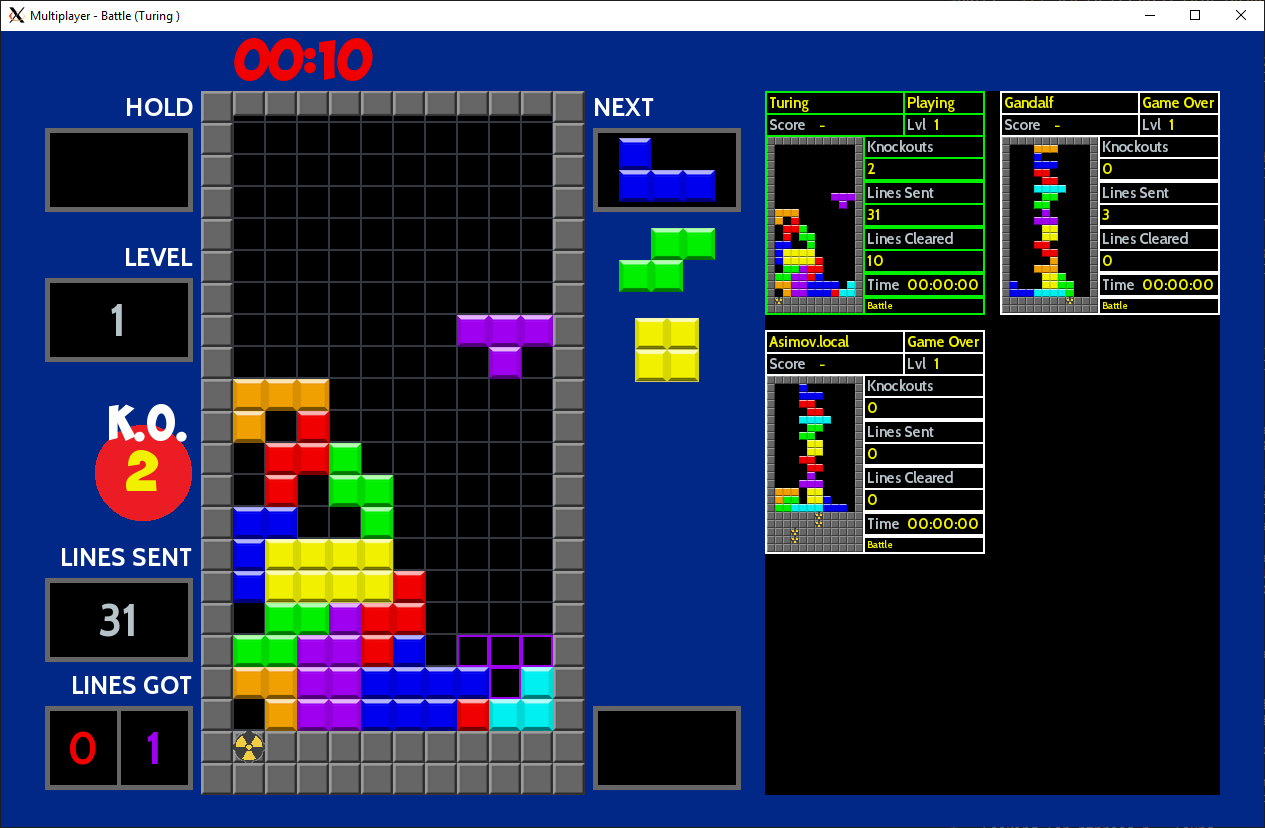 Multiplayer - Battle (Turing )
00:10
HOLD
NEXT
LEVEL
1
K.O.
2
LINES SENT
31
LINES GOT
0 1
Turing Playing
Score - Lvl 1
Knockouts
2
Lines Sent
31
Lines Cleared
10
Time 00:00:00
Battle
Gandalf Game Over
Score - Lvl 1
Knockouts
0
Lines Sent
3
Lines Cleared
0
Time 00:00:00
Battle
Asimov.local Game Over
Score - Lvl 1
Knockouts
0
Lines Sent
0
Lines Cleared
0
Time 00:00:00
Battle